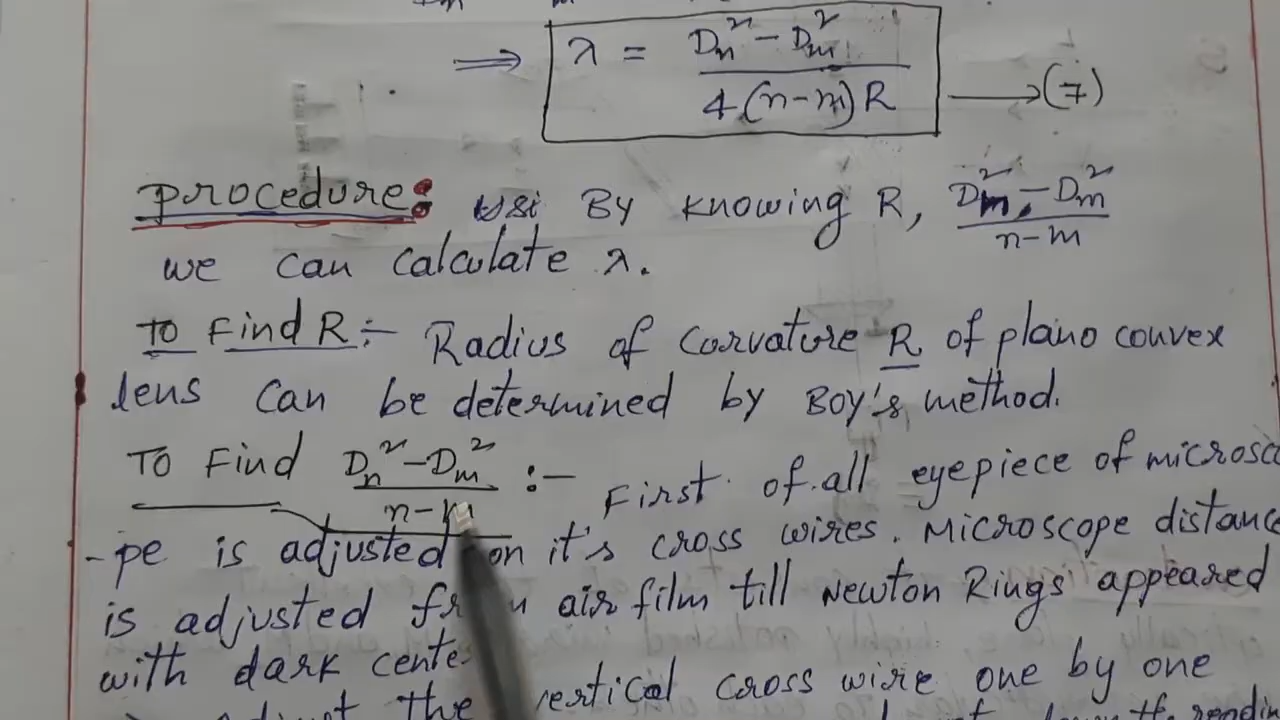 ⇒ λ = (Dn² − Dm²) / (4(n−m)R) ⟶ (7)
Procedure: By Knowing R, (Dm² − Dm²) / (n−m)
we can calculate λ.
To Find R:- Radius of Curvature R of plano convex
lens can be determined by Boy's method.
To Find (Dn² − Dm²) / (n−m) :- First of all eyepiece of microsco
-pe is adjusted on it's cross wires. Microscope distance
is adjusted air film till Newton Rings appeared
with dark
the vertical cross wire one by one